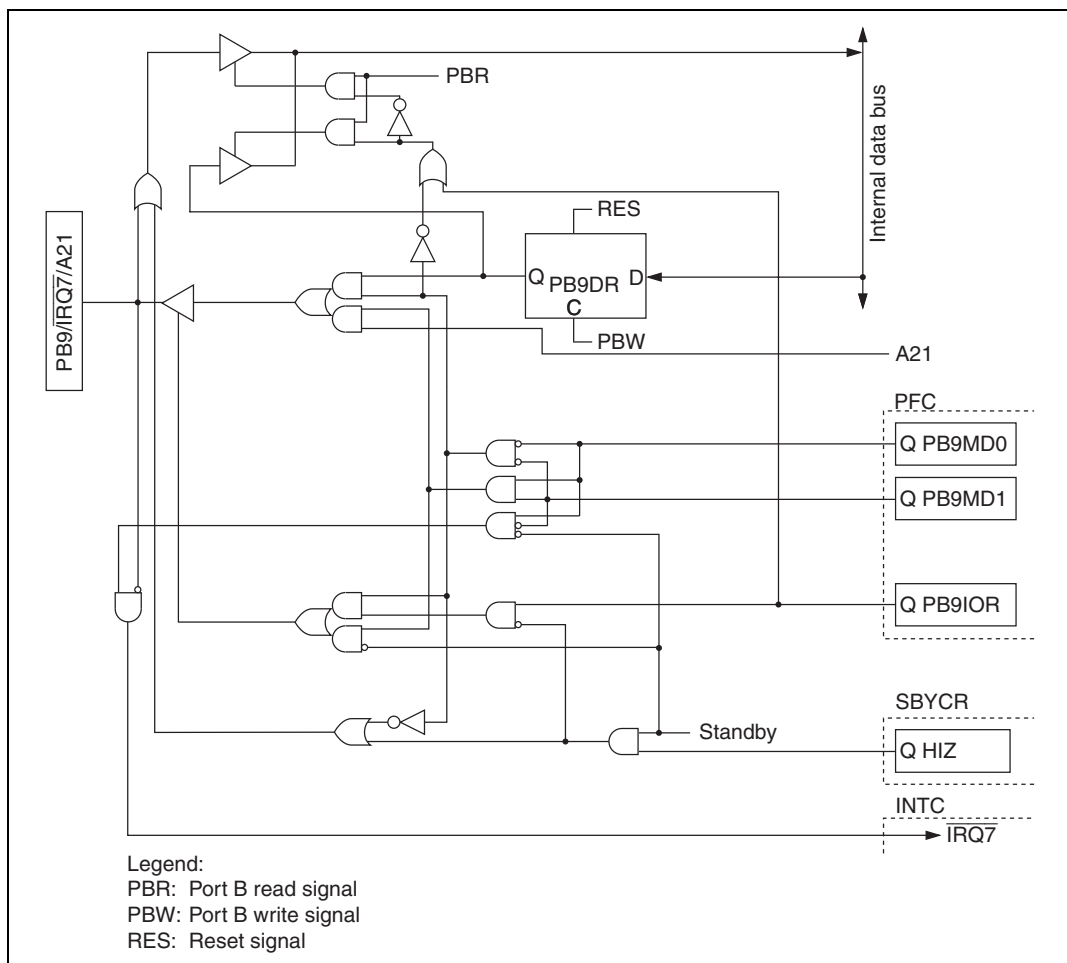 PBR
Internal data bus
RES
PB9/IRQ7/A21
Q PB9DR D
C
PBW
A21
PFC
Q PB9MD0
Q PB9MD1
Q PB9IOR
SBYCR
Standby
Q HIZ
INTC
IRQ7
Legend:
PBR: Port B read signal
PBW: Port B write signal
RES: Reset signal